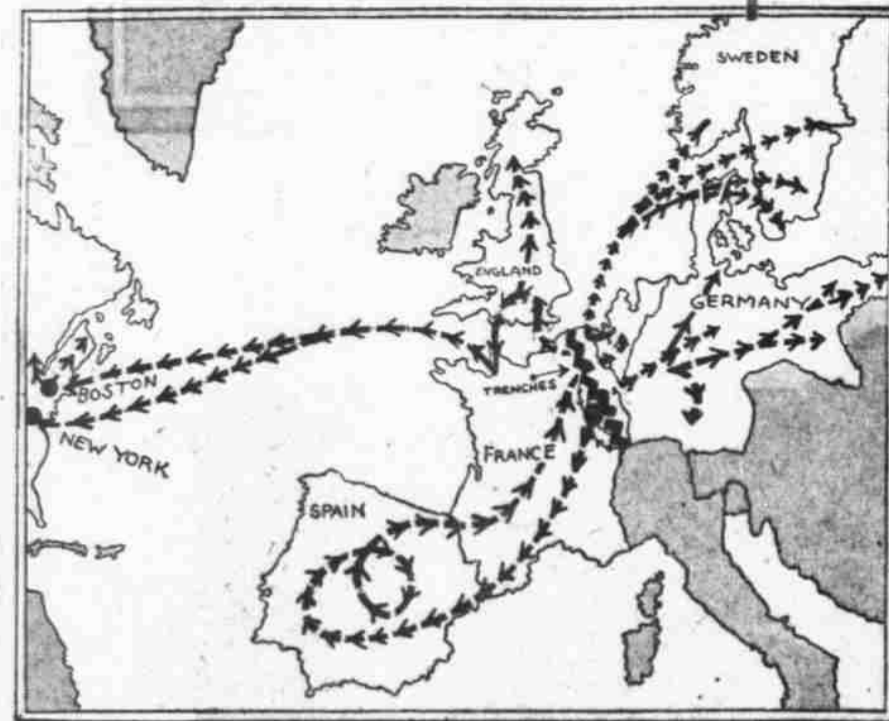 SWEDEN
ENGLAND
GERMANY
BOSTON
TRENCHES
NEW YORK
FRANCE
SPAIN